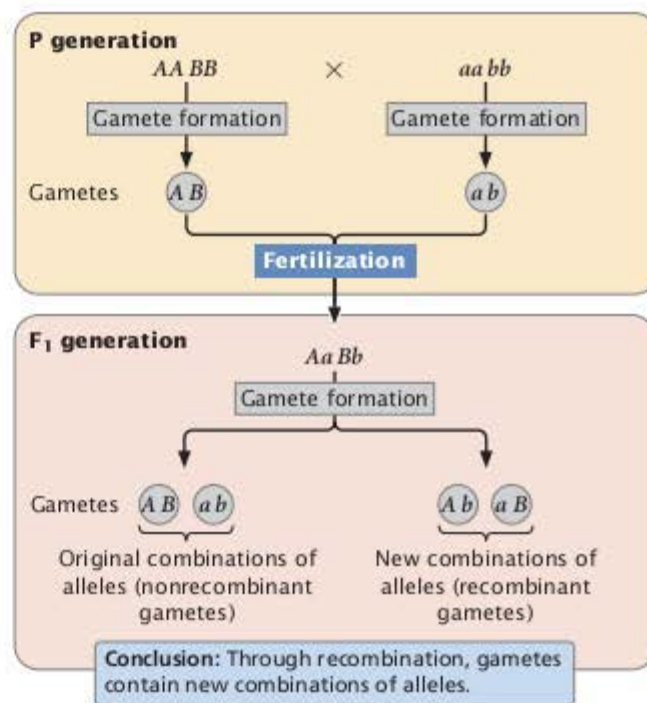 P generation
AA BB × aa bb
Gamete formation Gamete formation
Gametes A B a b
Fertilization
F₁ generation
Aa Bb
Gamete formation
Gametes A B a b A b a B
Original combinations of
alleles (nonrecombinant
gametes)
New combinations of
alleles (recombinant
gametes)
Conclusion: Through recombination, gametes
contain new combinations of alleles.